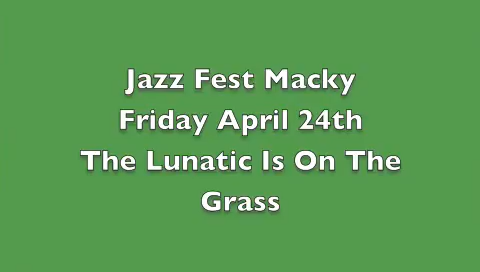 Jazz Fest Macky
Friday April 24th
The Lunatic Is On The
Grass